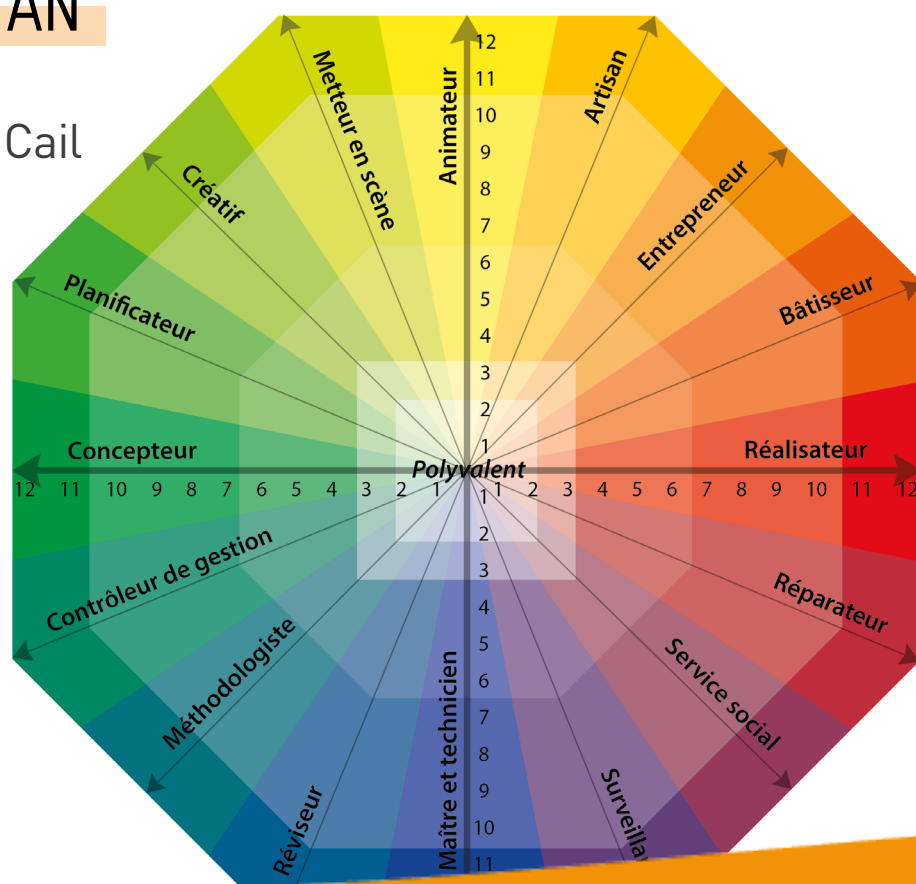 AN
Cail
Metteur en scène
Animateur
Artisan
Créatif
Entrepreneur
Planificateur
Bâtisseur
12
11
10
9
8
7
6
5
4
3
2
1
Concepteur
Polyvalent
Réalisateur
12 11 10 9 8 7 6 5 4 3 2 1 1 2 3 4 5 6 7 8 9 10 11 12
1
2
3
4
5
6
7
8
9
10
11
Contrôleur de gestion
Réparateur
Méthodologiste
Service social
Réviseur
Maître et technicien